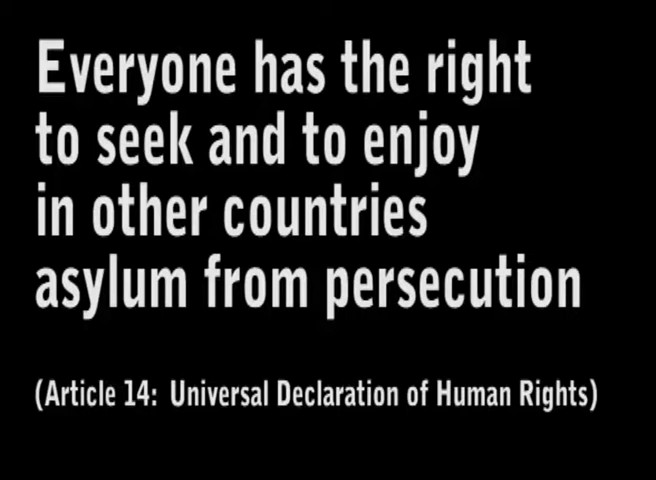 Everyone has the right
to seek and to enjoy
in other countries
asylum from persecution
(Article 14: Universal Declaration of Human Rights)